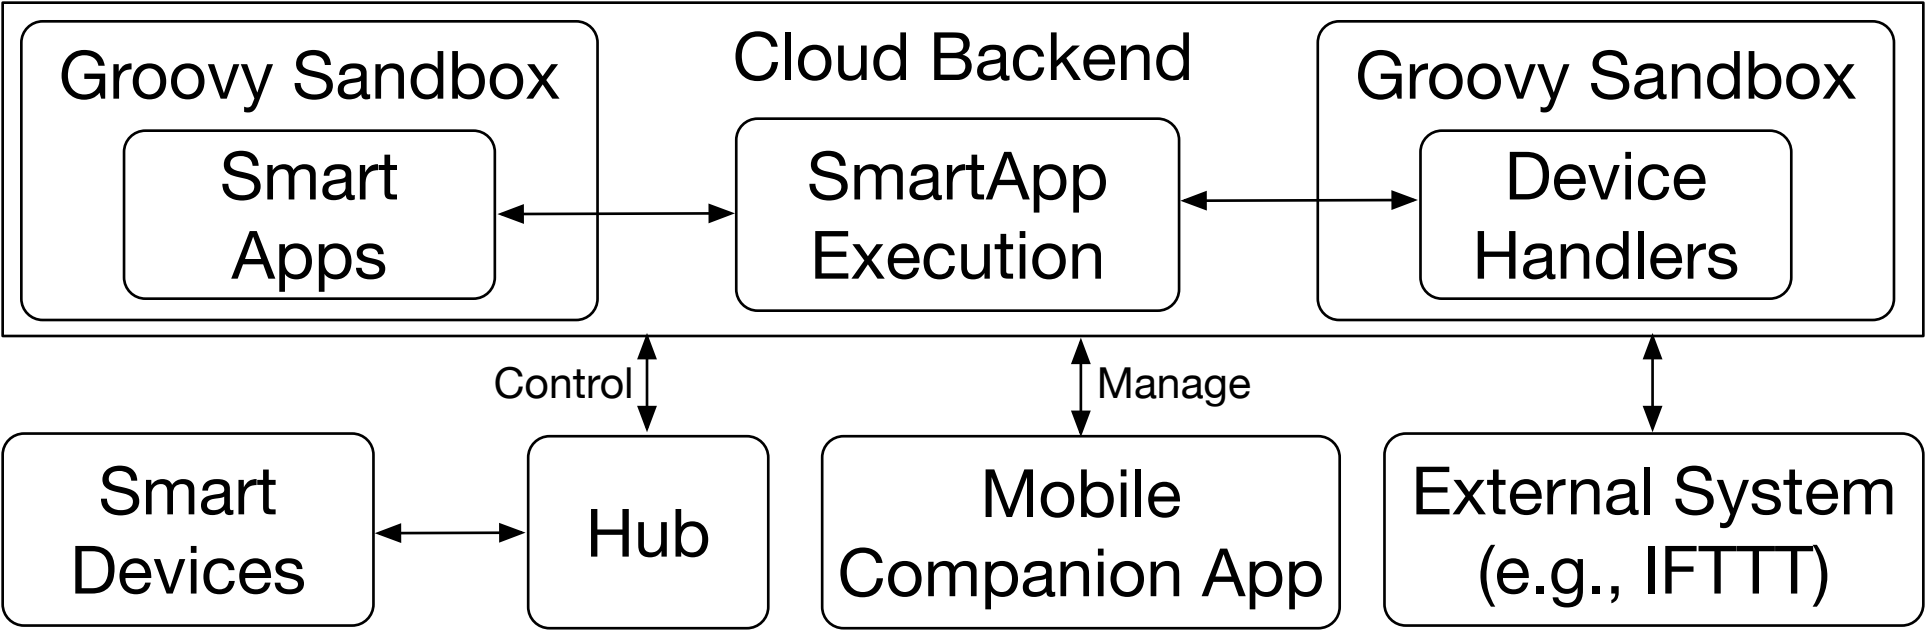 Cloud Backend
Groovy Sandbox
Smart
Apps
SmartApp
Execution
Groovy Sandbox
Device
Handlers
Control
Manage
Smart
Devices
Hub
Mobile
Companion App
External System
(e.g., IFTTT)